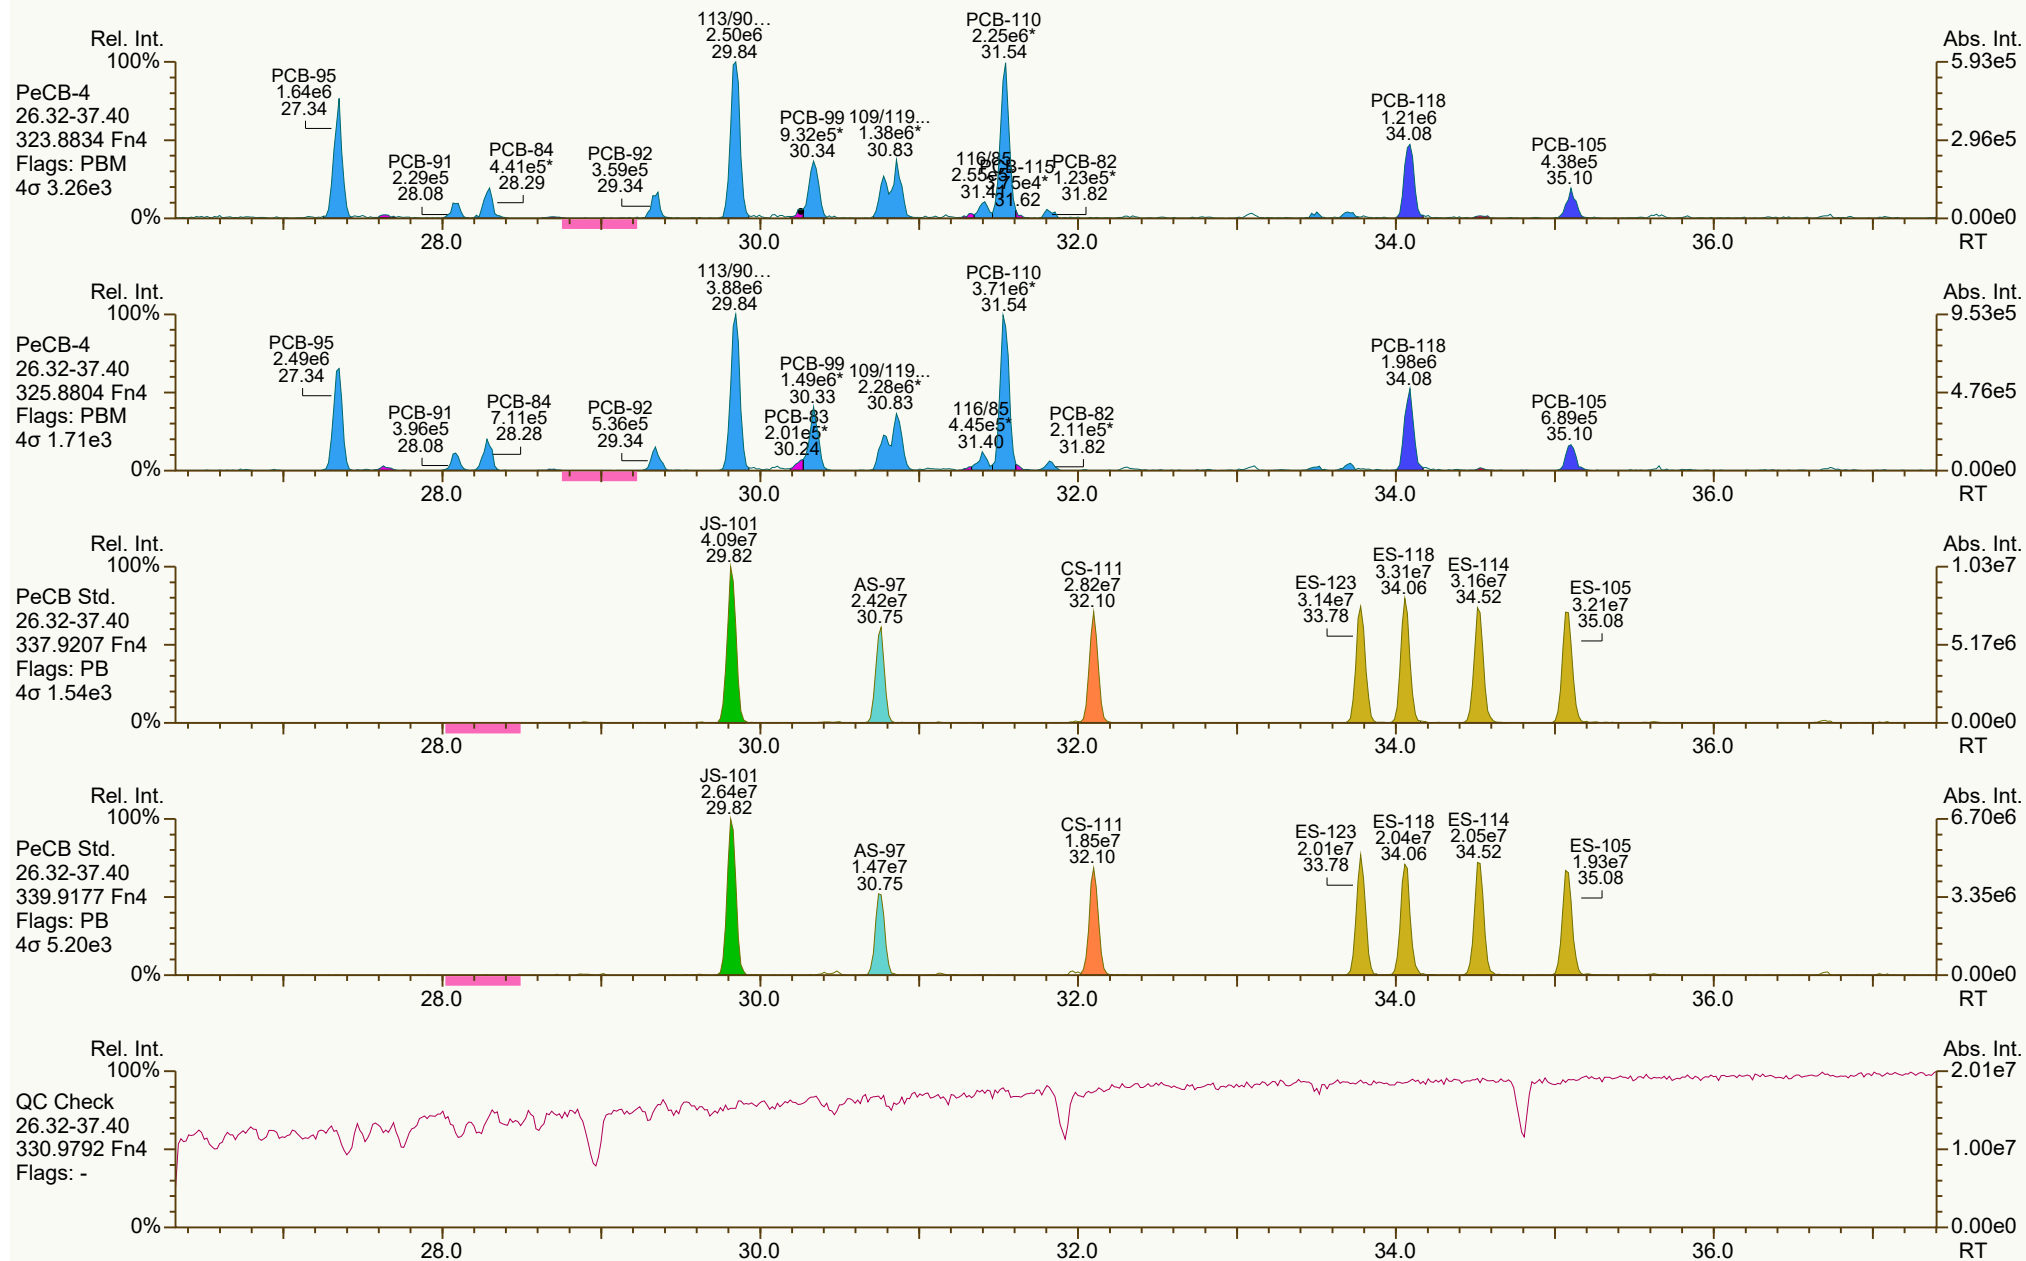 Rel. Int.
100%
0%
PeCB-4
26.32-37.40
323.8834 Fn4
Flags: PBM
4σ 3.26e3
PCB-95
1.64e6
27.34
PCB-91
2.29e5
28.08
PCB-84
4.41e5*
28.29
PCB-92
3.59e5
29.34
113/90...
2.50e6
29.84
PCB-99
9.32e5*
30.34
109/119...
1.38e6*
30.83
PCB-110
2.25e6*
31.54
116/85
31.62
PCB-82
1.23e5*
31.82
PCB-118
1.21e6
34.08
PCB-105
4.38e5
35.10
Abs. Int.
5.93e5
2.96e5
0.00e0
28.0 30.0 32.0 34.0 36.0 RT
Rel. Int.
100%
0%
PeCB-4
26.32-37.40
325.8804 Fn4
Flags: PBM
4σ 1.71e3
PCB-95
2.49e6
27.34
PCB-91
3.96e5
28.08
PCB-84
7.11e5
28.28
PCB-92
5.36e5
29.34
113/90...
3.88e6
29.84
PCB-83
2.01e5*
30.24
PCB-99
1.49e6*
30.33
109/119...
2.28e6*
30.83
116/85
4.45e5*
31.40
PCB-110
3.71e6*
31.54
PCB-82
2.11e5*
31.82
PCB-118
1.98e6
34.08
PCB-105
6.89e5
35.10
Abs. Int.
9.53e5
4.76e5
0.00e0
28.0 30.0 32.0 34.0 36.0 RT
Rel. Int.
100%
0%
PeCB Std.
26.32-37.40
337.9207 Fn4
Flags: PB
4σ 1.54e3
JS-101
4.09e7
29.82
AS-97
2.42e7
30.75
CS-111
2.82e7
32.10
ES-123
3.14e7
33.78
ES-118
3.31e7
34.06
ES-114
3.16e7
34.52
ES-105
3.21e7
35.08
Abs. Int.
1.03e7
5.17e6
0.00e0
28.0 30.0 32.0 34.0 36.0 RT
Rel. Int.
100%
0%
PeCB Std.
26.32-37.40
339.9177 Fn4
Flags: PB
4σ 5.20e3
JS-101
2.64e7
29.82
AS-97
1.47e7
30.75
CS-111
1.85e7
32.10
ES-123
2.01e7
33.78
ES-118
2.04e7
34.06
ES-114
2.05e7
34.52
ES-105
1.93e7
35.08
Abs. Int.
6.70e6
3.35e6
0.00e0
28.0 30.0 32.0 34.0 36.0 RT
Rel. Int.
100%
0%
QC Check
26.32-37.40
330.9792 Fn4
Flags: -
Abs. Int.
2.01e7
1.00e7
0.00e0
28.0 30.0 32.0 34.0 36.0 RT